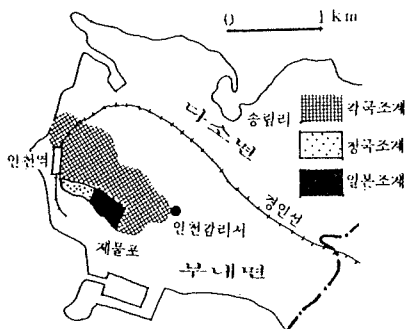 0 1 km
송림리
다소면
각국조계
청국조계
일본조계
인천역
경인선
인천감리서
제물포
부내면